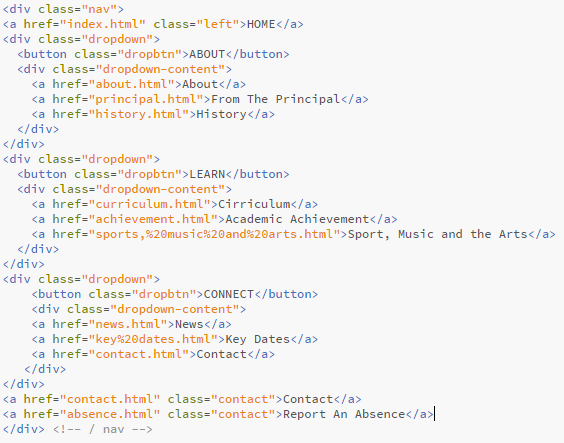 <div class="nav">
<a href="index.html" class="left">HOME</a>
<div class="dropdown">
  <button class="dropbtn">ABOUT</button>
  <div class="dropdown-content">
    <a href="about.html">About</a>
    <a href="principal.html">From The Principal</a>
    <a href="history.html">History</a>
  </div>
</div>
<div class="dropdown">
  <button class="dropbtn">LEARN</button>
  <div class="dropdown-content">
    <a href="curriculum.html">Cirriculum</a>
    <a href="achievement.html">Academic Achievement</a>
    <a href="sports,%20music%20and%20arts.html">Sport, Music and the Arts</a>
  </div>
</div>
<div class="dropdown">
    <button class="dropbtn">CONNECT</button>
    <div class="dropdown-content">
    <a href="news.html">News</a>
    <a href="key%20dates.html">Key Dates</a>
    <a href="contact.html">Contact</a>
   </div>
</div>
<a href="contact.html" class="contact">Contact</a>
<a href="absence.html" class="contact">Report An Absence</a>
</div> <!-- / nav -->